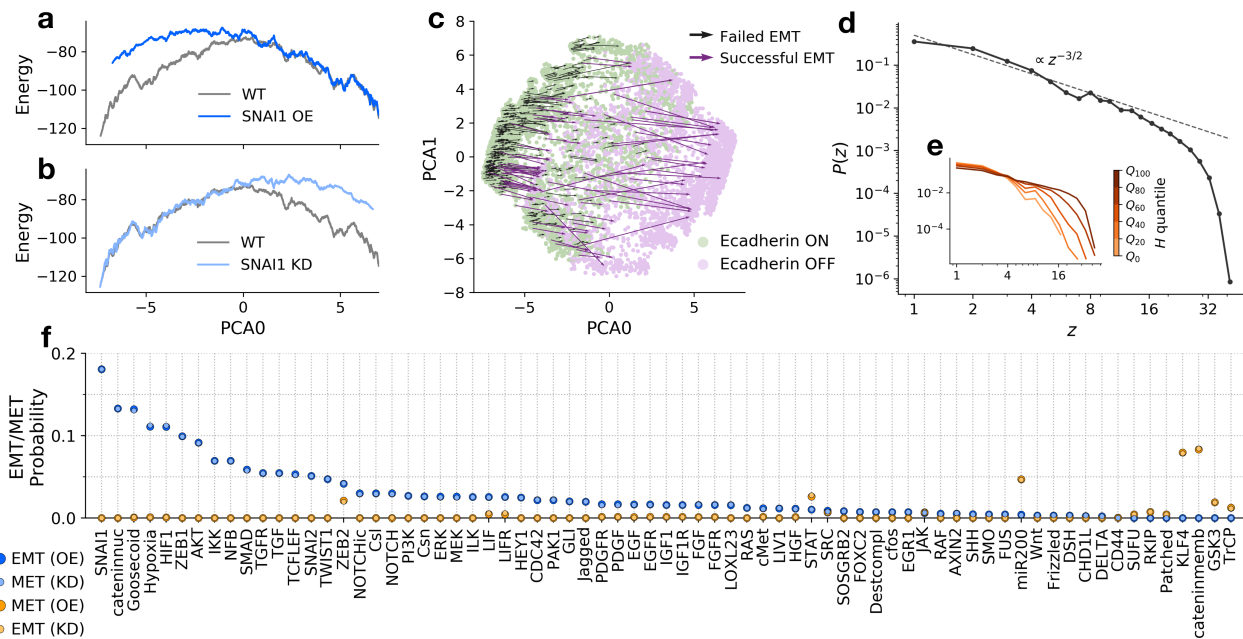 a
Energy
−80
−100
−120
WT
SNAI1 OE
b
Energy
−80
−100
−120
WT
SNAI1 KD
−5
0
5
PCA0
c
PCA1
8
6
4
2
0
−2
−4
−6
−8
Failed EMT
Successful EMT
Ecadherin ON
Ecadherin OFF
−5
0
5
PCA0
d
P(z)
10⁻¹
10⁻²
10⁻³
10⁻⁴
10⁻⁵
10⁻⁶
∝ z⁻³/²
1
2
4
8
16
32
z
e
10⁻²
10⁻⁴
1
4
16
Q₁₀₀
Q₈₀
Q₆₀
Q₄₀
Q₂₀
Q₀
H quantile
f
EMT/MET
Probability
0.2
0.1
0.0
SNAI1
cateninnuc
Goosecoid
Hypoxia
HIF1
ZEB1
AKT
IKK
NFB
SMAD
TGFR
TGF
TCFLEF
SNAI2
TWIST1
ZEB2
NOTCHic
Csl
NOTCH
PI3K
Csn
ERK
MEK
ILK
LIF
LIFR
HEY1
CDC42
PAK1
GLI
Jagged
PDGFR
PDGF
EGF
EGFR
IGF1
IGF1R
FGF
FGFR
LOXL23
RAS
cMet
LIV1
HGF
STAT
SRC
SOSGRB2
FOXC2
Destcompl
cfos
EGR1
JAK
RAF
AXIN2
SHH
SMO
FUS
miR200
Wnt
Frizzled
DSH
CHD1L
DELTA
CD44
SUFU
RKIP
Patched
KLF4
cateninmemb
GSK3
TrCP
EMT (OE)
MET (KD)
MET (OE)
EMT (KD)